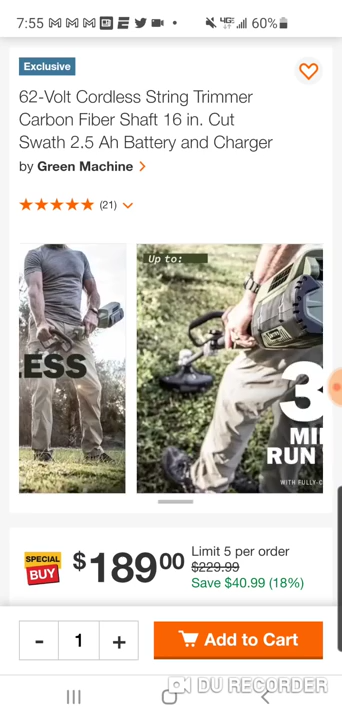 7:55
4G
60%
Exclusive
62-Volt Cordless String Trimmer
Carbon Fiber Shaft 16 in. Cut
Swath 2.5 Ah Battery and Charger
by Green Machine >
(21)
Up to:
LESS
3
MI
RUN
WITH FULLY-C
SPECIAL
BUY
$189 00
Limit 5 per order
$229.99
Save $40.99 (18%)
- 1 +
Add to Cart
DU RECORDER